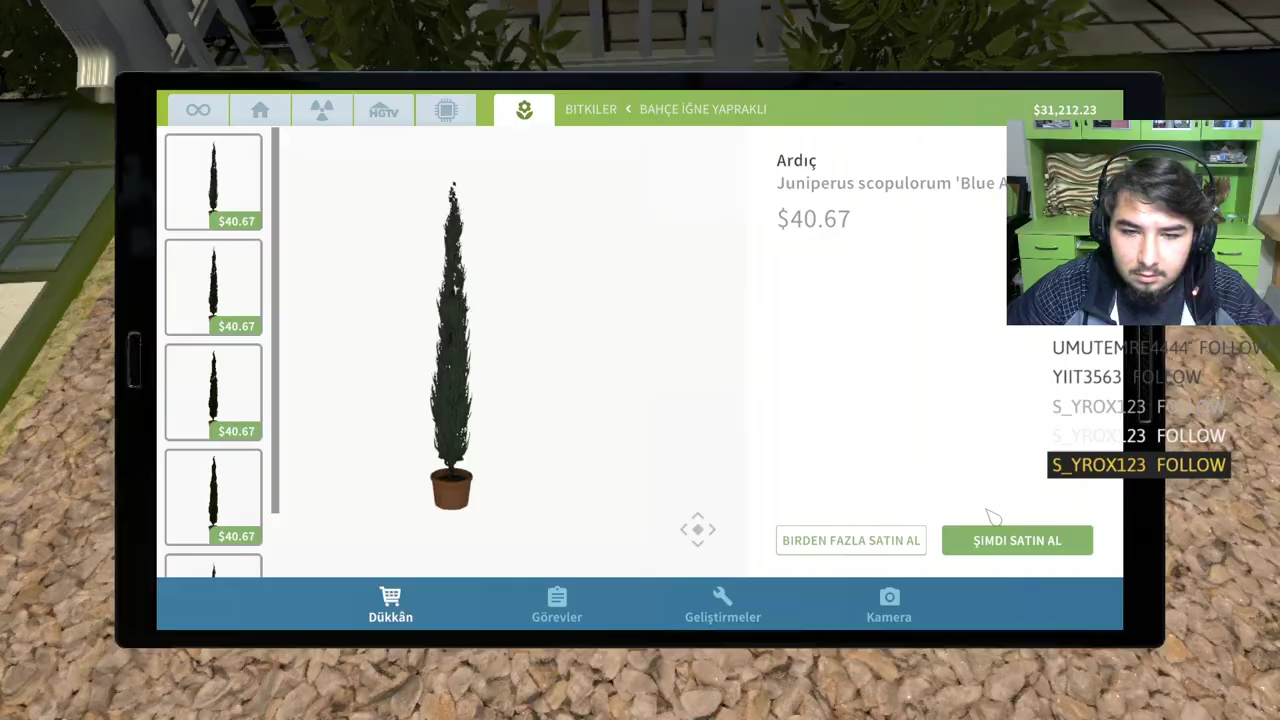 HGTV
BITKILER < BAHÇE İĞNE YAPRAKLI
$31,212.23
$40.67
$40.67
$40.67
$40.67
Ardıç
Juniperus scopulorum 'Blue A
$40.67
UMUTEMRE4444 FOLLOW
YIIT3563 FOLLOW
S_YROX123 FOLLOW
S_YROX123 FOLLOW
S_YROX123 FOLLOW
BIRDEN FAZLA SATIN AL
ŞIMDI SATIN AL
Dükkân
Görevler
Geliştirmeler
Kamera